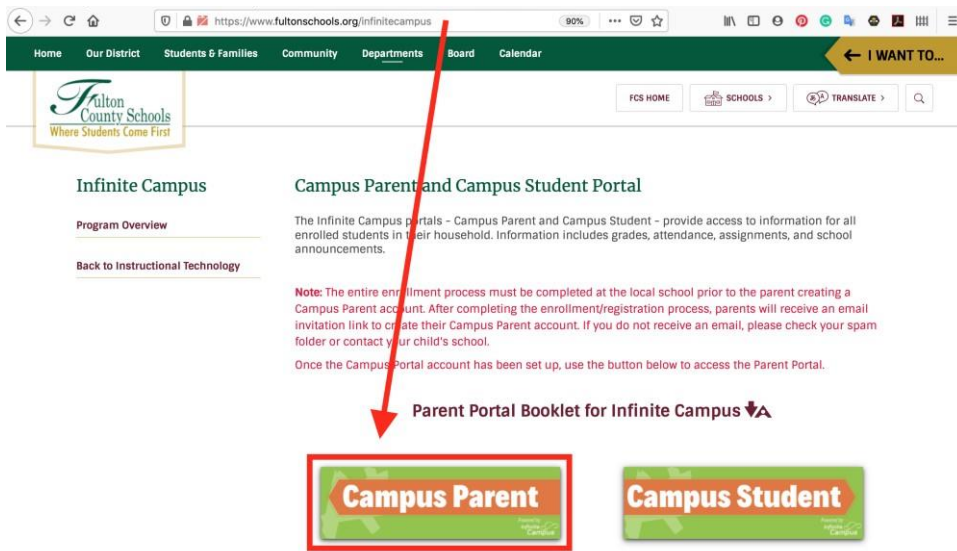 https://www.fultonschools.org/infinitecampus
90%
Home Our District Students & Families Community Departments Board Calendar
I WANT TO...
Fulton
County Schools
Where Students Come First
FCS HOME
SCHOOLS >
TRANSLATE >
Infinite Campus
Program Overview
Back to Instructional Technology
Campus Parent and Campus Student Portal
The Infinite Campus portals - Campus Parent and Campus Student - provide access to information for all
enrolled students in their household. Information includes grades, attendance, assignments, and school
announcements.
Note: The entire enrollment process must be completed at the local school prior to the parent creating a
Campus Parent account. After completing the enrollment/registration process, parents will receive an email
invitation link to create their Campus Parent account. If you do not receive an email, please check your spam
folder or contact your child's school.
Once the Campus Portal account has been set up, use the button below to access the Parent Portal.
Parent Portal Booklet for Infinite Campus
Campus Parent
Powered by
Infinite
Campus
Campus Student
Powered by
Infinite
Campus